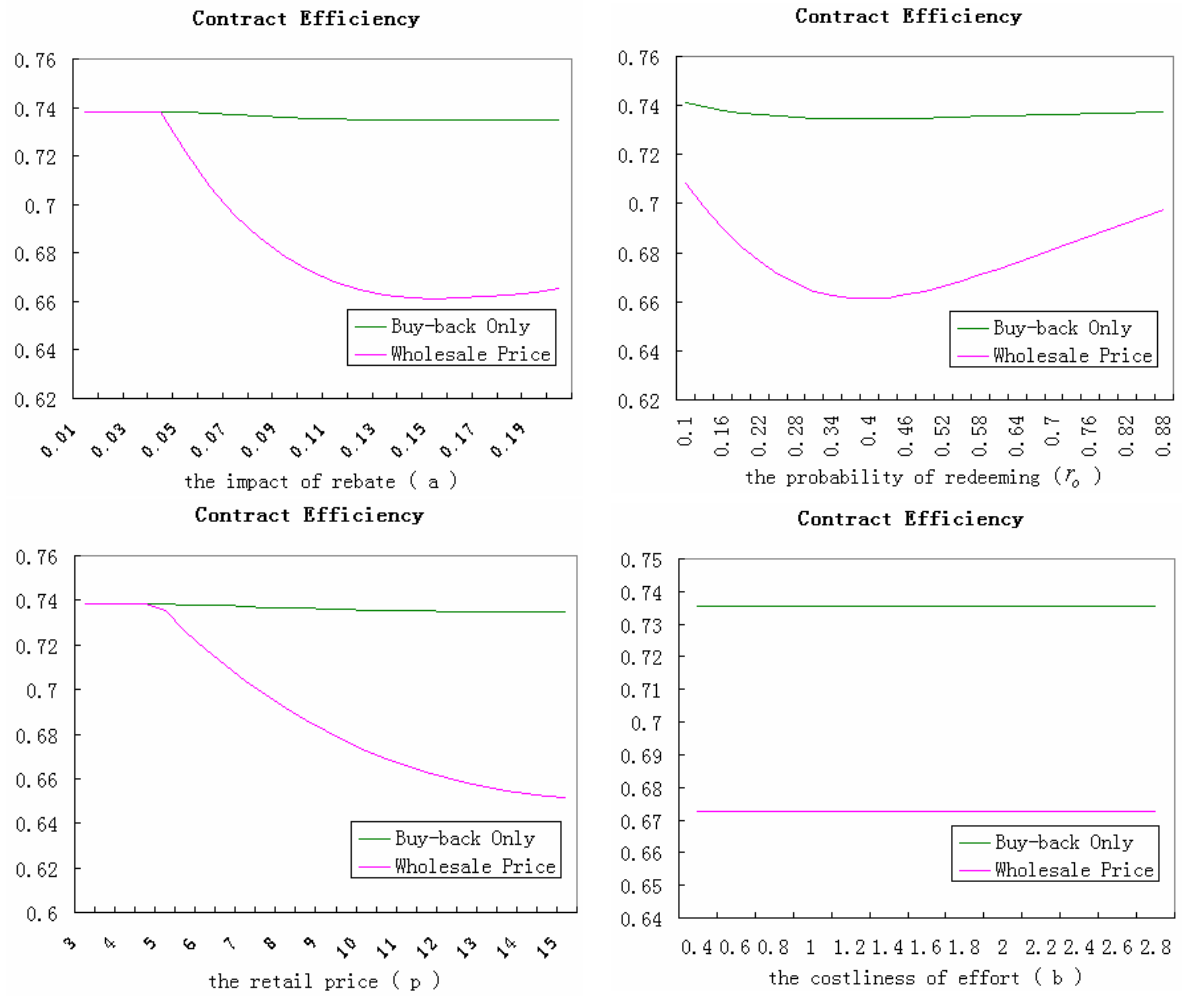 Contract Efficiency
0.76
0.74
0.72
0.7
0.68
0.66
0.64
0.62
Buy-back Only
Wholesale Price
0.01 0.03 0.05 0.07 0.09 0.11 0.13 0.15 0.17 0.19
the impact of rebate ( a )
Contract Efficiency
0.76
0.74
0.72
0.7
0.68
0.66
0.64
0.62
Buy-back Only
Wholesale Price
0.1 0.16 0.22 0.28 0.34 0.4 0.46 0.52 0.58 0.64 0.7 0.76 0.82 0.88
the probability of redeeming (r_o )
Contract Efficiency
0.76
0.74
0.72
0.7
0.68
0.66
0.64
0.62
0.6
Buy-back Only
Wholesale Price
3 4 5 6 7 8 9 10 11 12 13 14 15
the retail price ( p )
Contract Efficiency
0.75
0.74
0.73
0.72
0.71
0.7
0.69
0.68
0.67
0.66
0.65
0.64
Buy-back Only
Wholesale Price
0.4 0.6 0.8 1 1.2 1.4 1.6 1.8 2 2.2 2.4 2.6 2.8
the costliness of effort ( b )